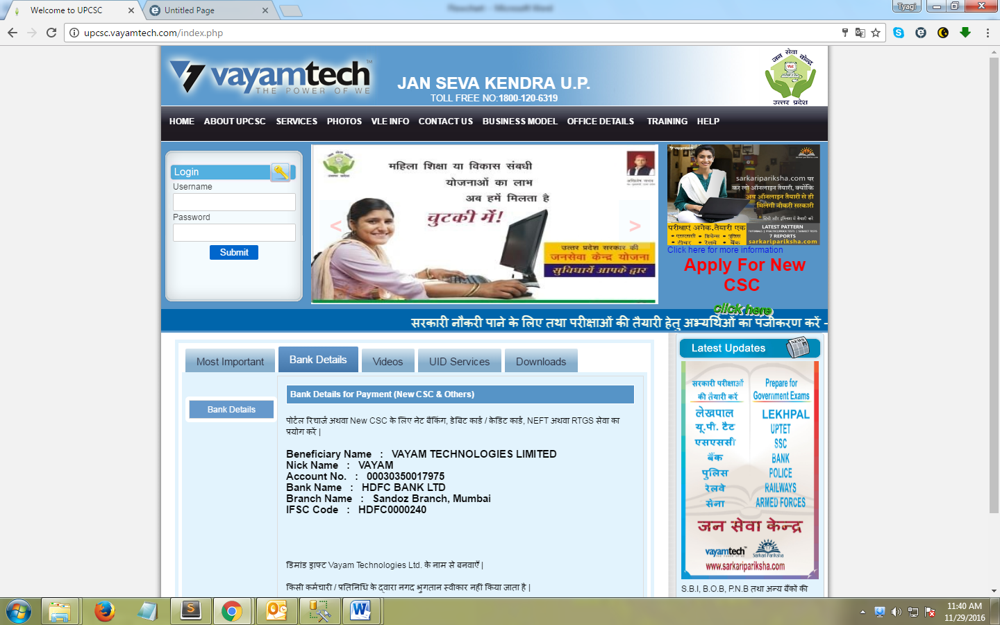 Welcome to UPCSC
Untitled Page
Tyagi
upcsc.vayamtech.com/index.php
vayamtech
THE POWER OF WE
JAN SEVA KENDRA U.P.
TOLL FREE NO:1800-120-6319
जन सेवा केन्द्र
VLE
उत्तर प्रदेश
HOME ABOUT UPCSC SERVICES PHOTOS VLE INFO CONTACT US BUSINESS MODEL OFFICE DETAILS TRAINING HELP
Login
Username
Password
Submit
महिला शिक्षा या विकास संबधी
योजनाओं का लाभ
अब हमें मिलता है
चुटकी में!
उत्तर प्रदेश सरकार की
जनसेवा केन्द्र योजना
सुविधायें आपके द्वार
< >
vayamtech
sarkaripariksha.com पर
कर लो ऑनलाइन तैयारी, क्योंकि
अब ऑनलाइन तैयारी से ही
मिलेगी नौकरी सरकारी
हिंदी और इंग्लिश में तैयारी करें
परीक्षाएं अनेक,तैयारी एक
• एसएससी • डिफेन्स • पुलिस
• टीचर • रेलवे • बैंक
LATEST PATTERN
7 REPORTS
sarkaripariksha.com
Click here for more information
Apply For New
CSC
click here
सरकारी नौकरी पाने के लिए तथा परीक्षाओं की तैयारी हेतु अभ्यर्थिओं का पंजीकरण करें -
Most Important
Bank Details
Videos
UID Services
Downloads
Bank Details
Bank Details for Payment (New CSC & Others)
पोर्टल रिचार्ज अथवा New CSC के लिए नेट बैंकिंग, डेबिट कार्ड / क्रेडिट कार्ड, NEFT अथवा RTGS सेवा का
प्रयोग करें |
Beneficiary Name : VAYAM TECHNOLOGIES LIMITED
Nick Name : VAYAM
Account No. : 00030350017975
Bank Name : HDFC BANK LTD
Branch Name : Sandoz Branch, Mumbai
IFSC Code : HDFC0000240
डिमांड ड्राफ्ट Vayam Technologies Ltd. के नाम से बनवाएँ |
किसी कर्मचारी / प्रतिनिधि के द्वारा नगद भुगतान स्वीकार नहीं किया जाता है |
Latest Updates
NEWS
सरकारी परीक्षाओं
की तैयारी करें
लेखपाल
यू.पी. टैट
एसएससी
बैंक
पुलिस
रेलवे
सेना
Prepare for
Government Exams
LEKHPAL
UPTET
SSC
BANK
POLICE
RAILWAYS
ARMED FORCES
जन सेवा केन्द्र
vayamtech
Sarkari Pariksha
www.sarkaripariksha.com
S.B.I, B.O.B, P.N.B तथा अन्य बैंकों की
11:40 AM
11/29/2016